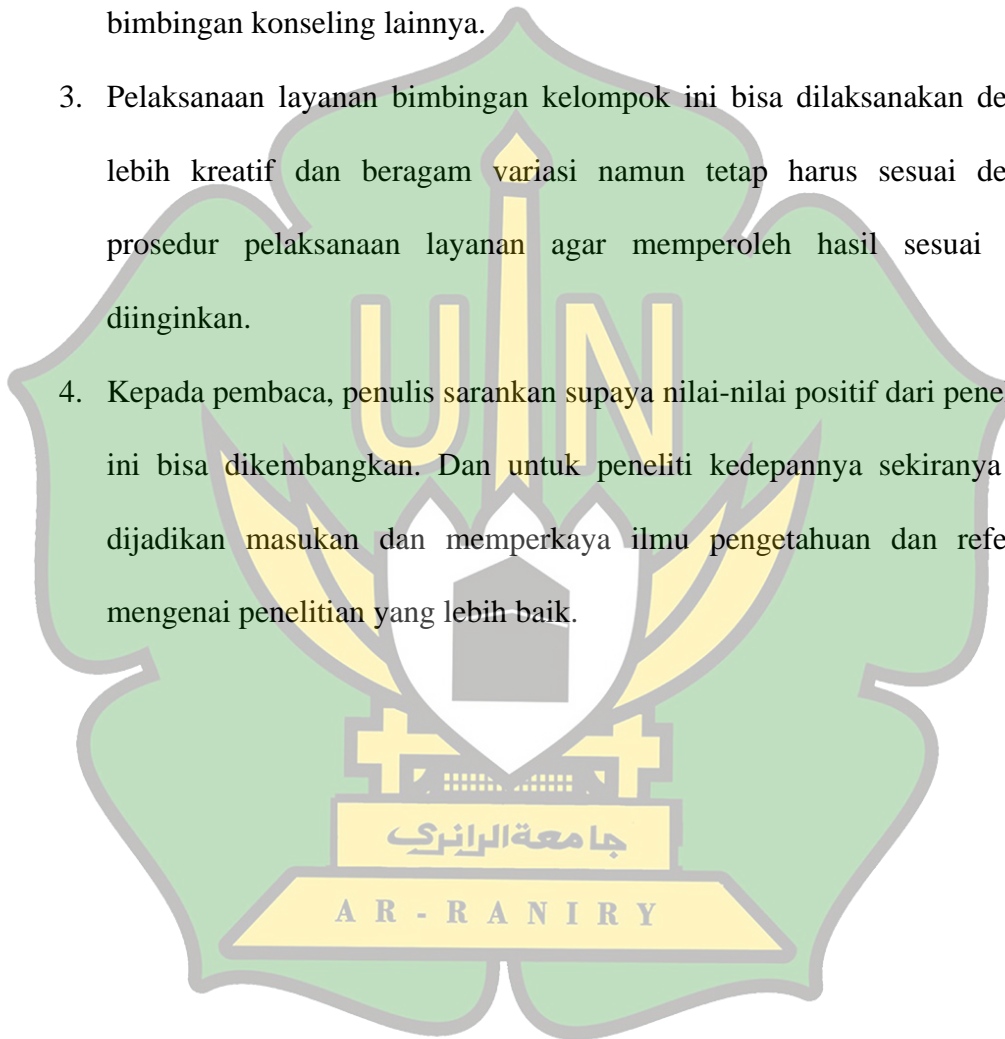 bimbingan konseling lainnya.
3. Pelaksanaan layanan bimbingan kelompok ini bisa dilaksanakan de
lebih kreatif dan beragam variasi namun tetap harus sesuai de
prosedur pelaksanaan layanan agar memperoleh hasil sesuai
diinginkan.
4. Kepada pembaca, penulis sarankan supaya nilai-nilai positif dari pene
ini bisa dikembangkan. Dan untuk peneliti kedepannya sekiranya
dijadikan masukan dan memperkaya ilmu pengetahuan dan refe
mengenai penelitian yang lebih baik.
UIN
جامعةالرانري
AR-RANIRY